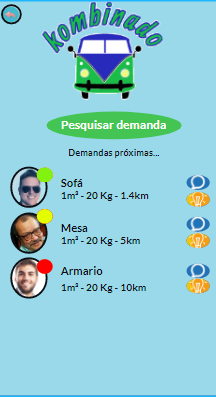 kombinado
Pesquisar demanda
Demandas próximas...
Sofá
1m³ - 20 Kg - 1.4km
Mesa
1m³ - 20 Kg - 5km
Armario
1m³ - 20 Kg - 10km